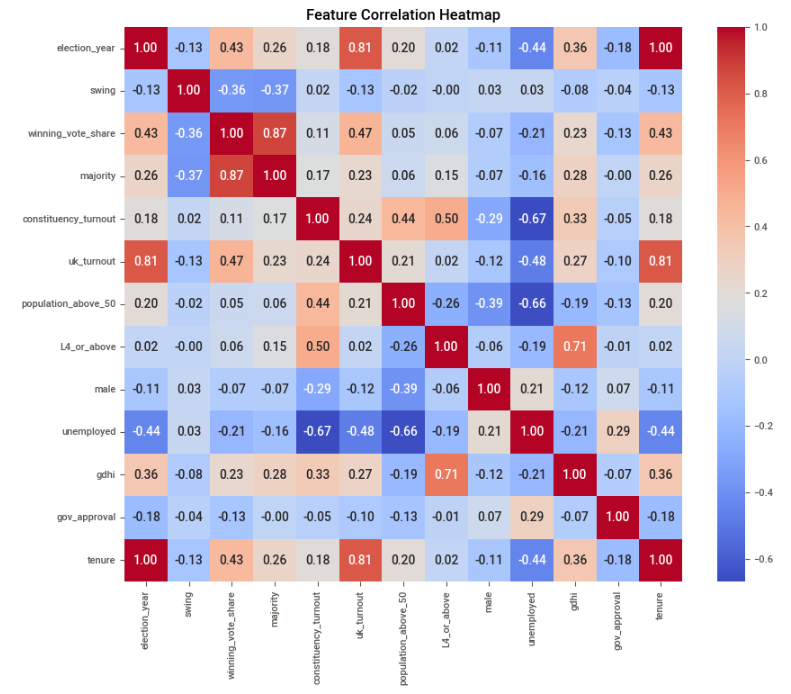 Feature Correlation Heatmap
election_year 1.00 -0.13 0.43 0.26 0.18 0.81 0.20 0.02 -0.11 -0.44 0.36 -0.18 1.00
swing -0.13 1.00 -0.36 -0.37 0.02 -0.13 -0.02 -0.00 0.03 0.03 -0.08 -0.04 -0.13
winning_vote_share 0.43 -0.36 1.00 0.87 0.11 0.47 0.05 0.06 -0.07 -0.21 0.23 -0.13 0.43
majority 0.26 -0.37 0.87 1.00 0.17 0.23 0.06 0.15 -0.07 -0.16 0.28 -0.00 0.26
constituency_turnout 0.18 0.02 0.11 0.17 1.00 0.24 0.44 0.50 -0.29 -0.67 0.33 -0.05 0.18
uk_turnout 0.81 -0.13 0.47 0.23 0.24 1.00 0.21 0.02 -0.12 -0.48 0.27 -0.10 0.81
population_above_50 0.20 -0.02 0.05 0.06 0.44 0.21 1.00 -0.26 -0.39 -0.66 -0.19 -0.13 0.20
L4_or_above 0.02 -0.00 0.06 0.15 0.50 0.02 -0.26 1.00 -0.06 -0.19 0.71 -0.01 0.02
male -0.11 0.03 -0.07 -0.07 -0.29 -0.12 -0.39 -0.06 1.00 0.21 -0.12 0.07 -0.11
unemployed -0.44 0.03 -0.21 -0.16 -0.67 -0.48 -0.66 -0.19 0.21 1.00 -0.21 0.29 -0.44
gdhi 0.36 -0.08 0.23 0.28 0.33 0.27 -0.19 0.71 -0.12 -0.21 1.00 -0.07 0.36
gov_approval -0.18 -0.04 -0.13 -0.00 -0.05 -0.10 -0.13 -0.01 0.07 0.29 -0.07 1.00 -0.18
tenure 1.00 -0.13 0.43 0.26 0.18 0.81 0.20 0.02 -0.11 -0.44 0.36 -0.18 1.00
election_year swing winning_vote_share majority constituency_turnout uk_turnout population_above_50 L4_or_above male unemployed gdhi gov_approval tenure
1.0
0.8
0.6
0.4
0.2
0.0
-0.2
-0.4
-0.6